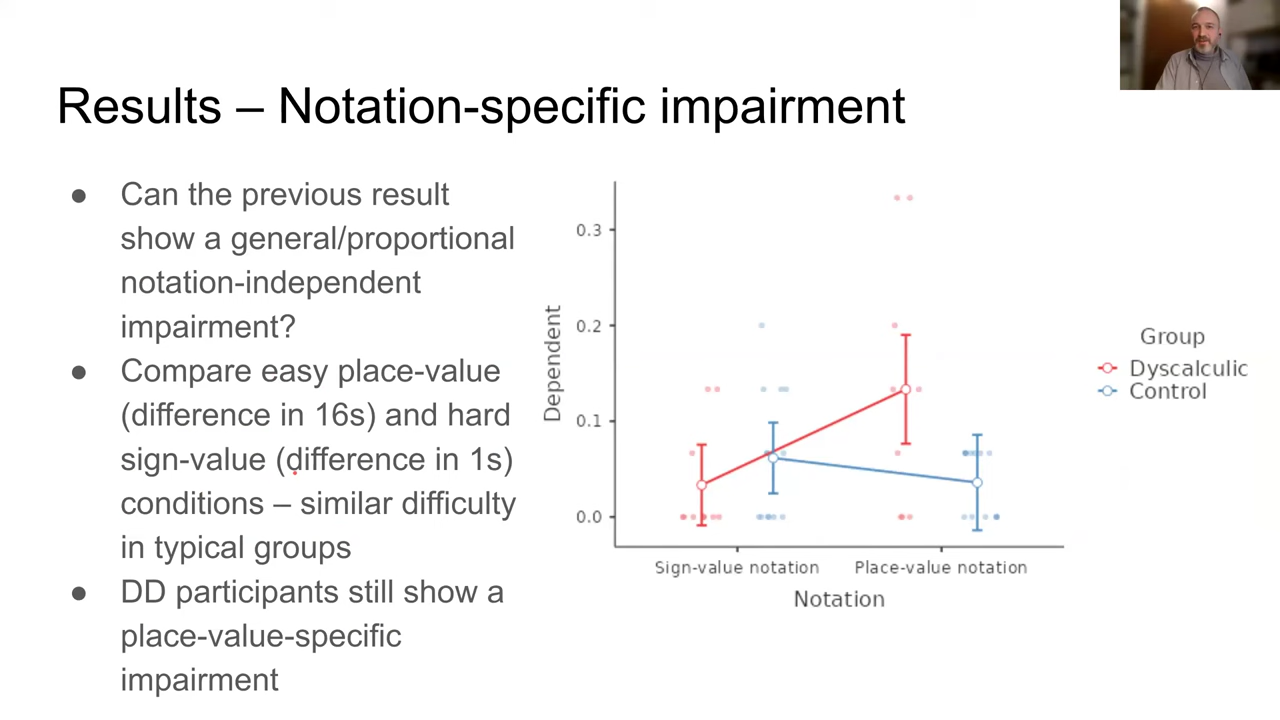 Results – Notation-specific impairment
● Can the previous result
show a general/proportional
notation-independent
impairment?
● Compare easy place-value
(difference in 16s) and hard
sign-value (difference in 1s)
conditions – similar difficulty
in typical groups
● DD participants still show a
place-value-specific
impairment
0.3
0.2
0.1
0.0
Dependent
Sign-value notation
Place-value notation
Notation
Group
Dyscalculic
Control